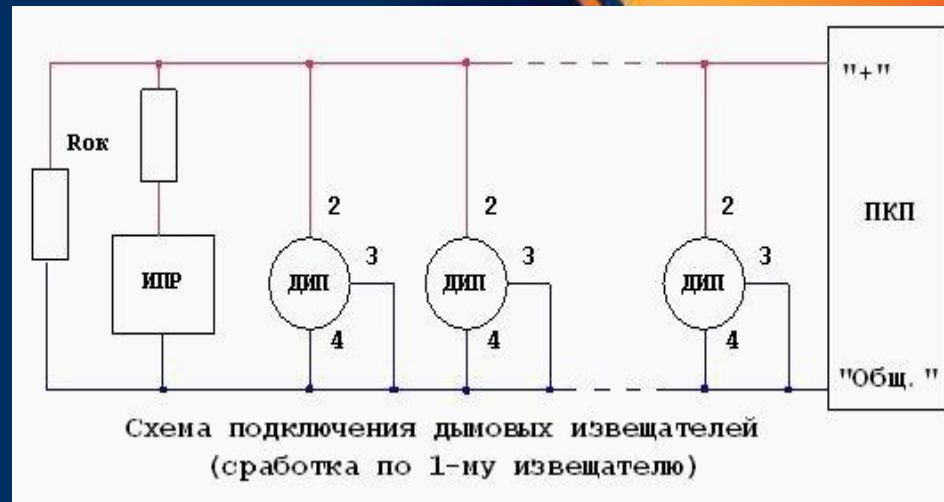 "+"
Rок
ПКП
2
2
2
3
3
3
ИПР
ДИП
ДИП
ДИП
4
4
4
"Общ."
Схема подключения дымовых извещателей
(сработка по 1-му извещателю)